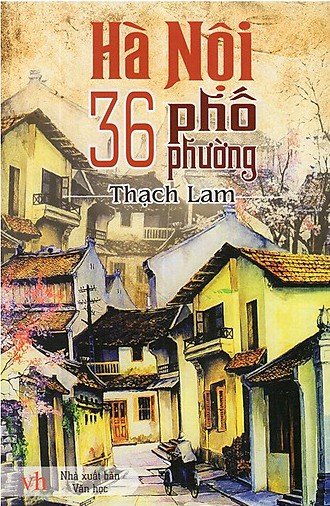 Hà Nội
36 phố
phường
Thạch Lam
vh
Nhà xuất bản
Văn học